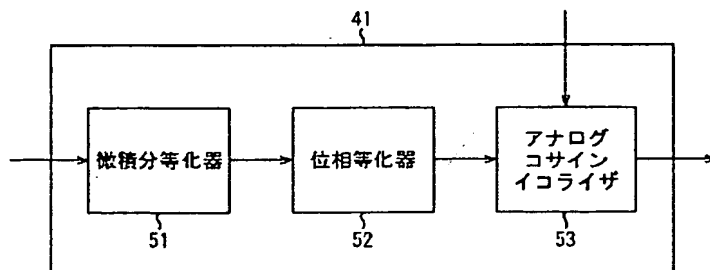 41
微積分等化器
位相等化器
アナログ
コサイン
イコライザ
51
52
53